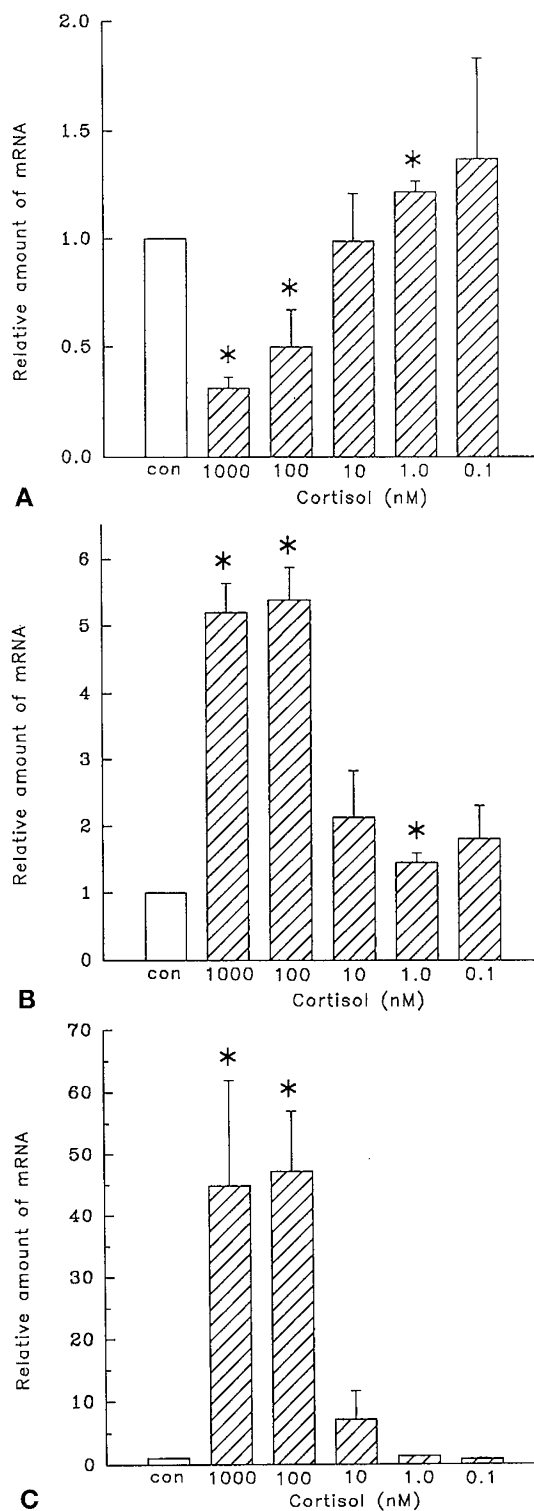 2.0
1.5
1.0
0.5
0.0
Relative amount of mRNA
*
*
*
con 1000 100 10 1.0 0.1
Cortisol (nM)
A
6
5
4
3
2
1
0
Relative amount of mRNA
*
*
*
con 1000 100 10 1.0 0.1
Cortisol (nM)
B
70
60
50
40
30
20
10
0
Relative amount of mRNA
*
*
con 1000 100 10 1.0 0.1
Cortisol (nM)
C